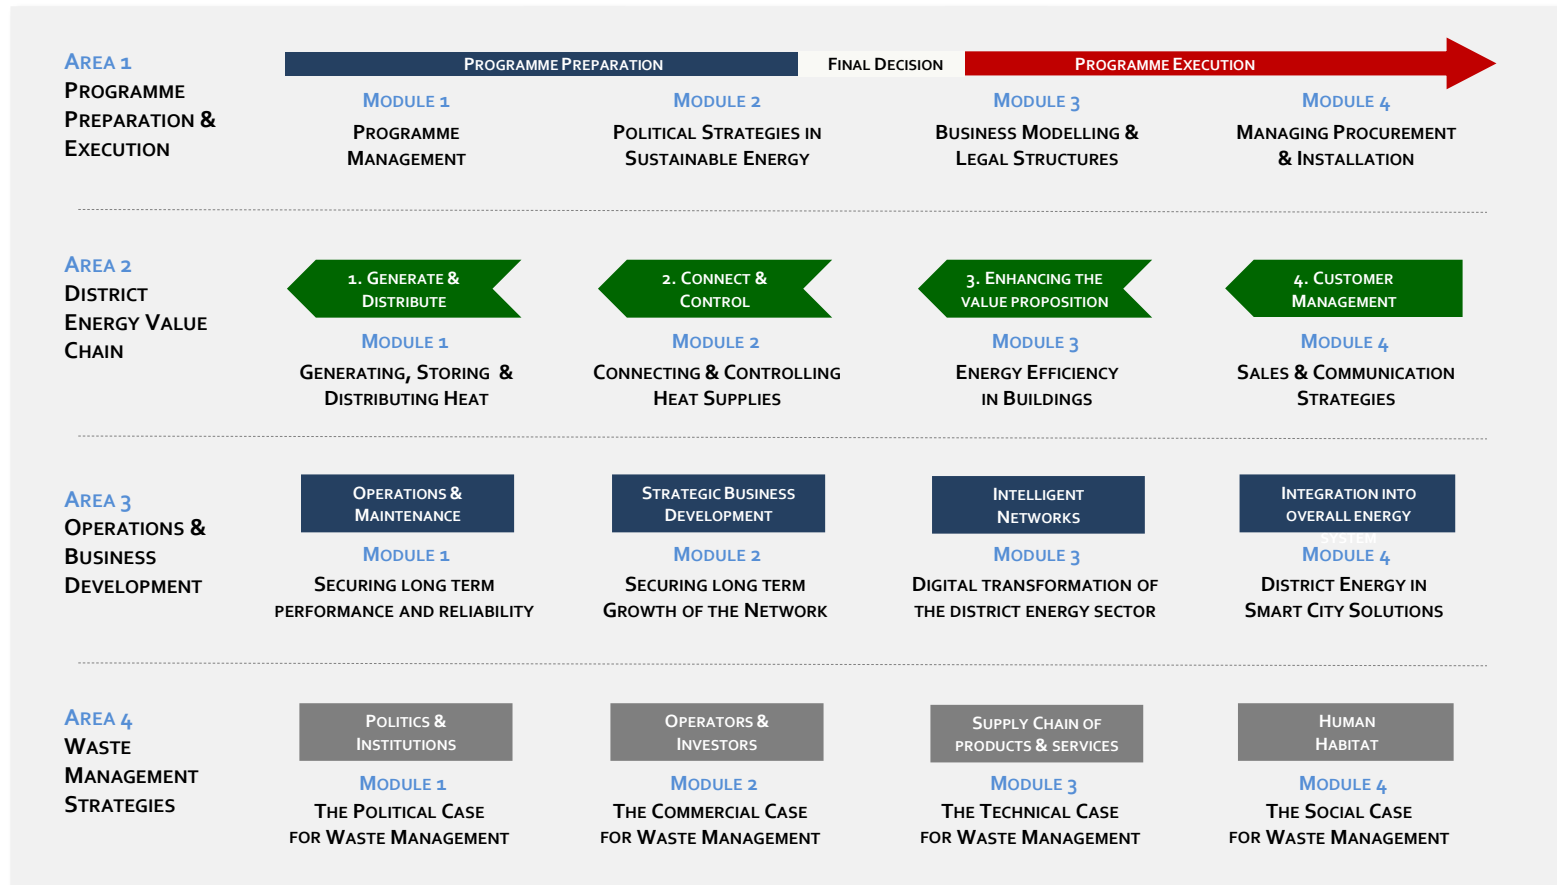 Area 1
Programme
Preparation &
Execution
Programme Preparation
Final Decision
Programme Execution
Module 1
Programme
Management
Module 2
Political Strategies in
Sustainable Energy
Module 3
Business Modelling &
Legal Structures
Module 4
Managing Procurement
& Installation
Area 2
District
Energy Value
Chain
1. Generate &
Distribute
2. Connect &
Control
3. Enhancing the
value proposition
4. Customer
Management
Module 1
Generating, Storing &
Distributing Heat
Module 2
Connecting & Controlling
Heat Supplies
Module 3
Energy Efficiency
in Buildings
Module 4
Sales & Communication
Strategies
Area 3
Operations &
Business
Development
Operations &
Maintenance
Strategic Business
Development
Intelligent
Networks
Integration into
overall energy
system
Module 1
Securing long term
performance and reliability
Module 2
Securing long term
Growth of the Network
Module 3
Digital transformation of
the district energy sector
Module 4
District Energy in
Smart City Solutions
Area 4
Waste
Management
Strategies
Politics &
Institutions
Operators &
Investors
Supply Chain of
products & services
Human
Habitat
Module 1
The Political Case
for Waste Management
Module 2
The Commercial Case
for Waste Management
Module 3
The Technical Case
for Waste Management
Module 4
The Social Case
for Waste Management